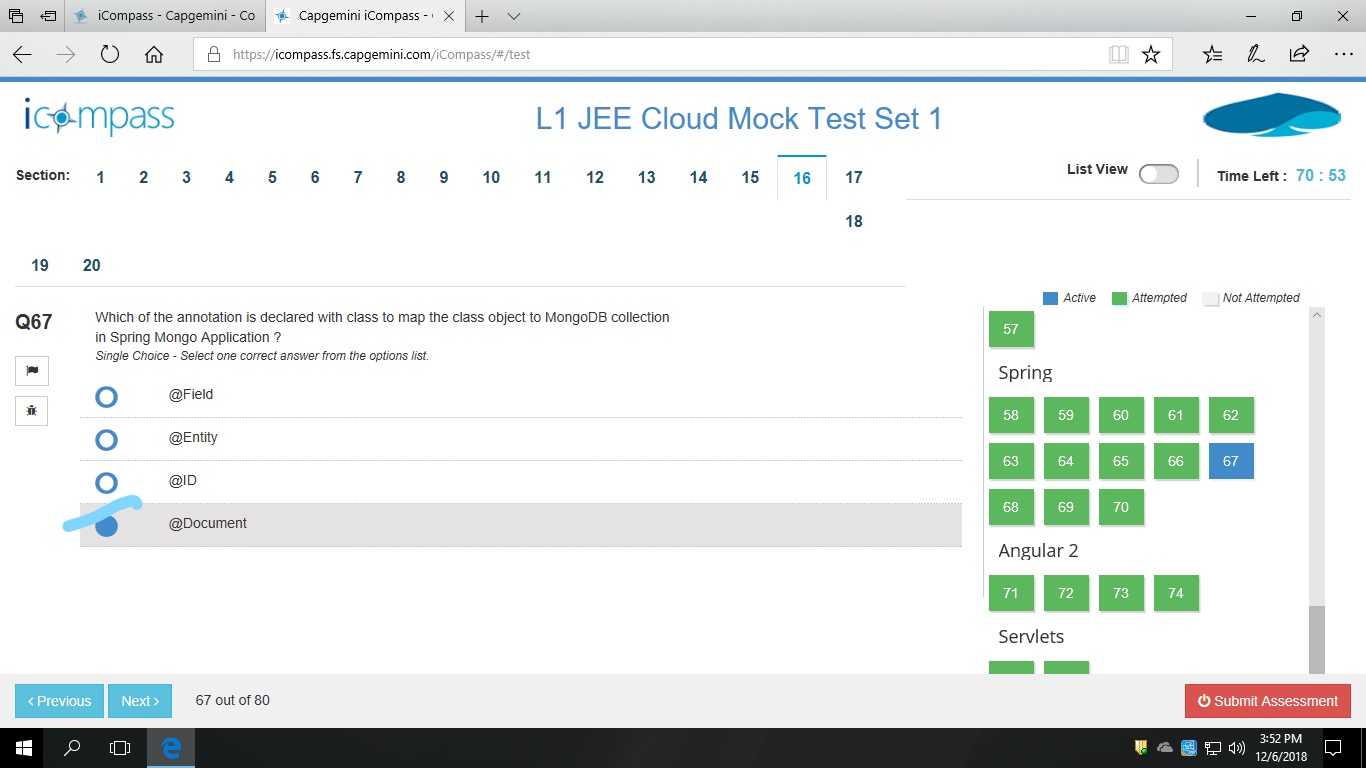 iCompass - Capgemini - Co
Capgemini iCompass -
https://icompass.fs.capgemini.com/iCompass/#/test
icompass
L1 JEE Cloud Mock Test Set 1
Section: 1 2 3 4 5 6 7 8 9 10 11 12 13 14 15 16 17
18
19 20
List View
Time Left : 70 : 53
Active Attempted Not Attempted
Q67
Which of the annotation is declared with class to map the class object to MongoDB collection
in Spring Mongo Application ?
Single Choice - Select one correct answer from the options list.
@Field
@Entity
@ID
@Document
57
Spring
58 59 60 61 62
63 64 65 66 67
68 69 70
Angular 2
71 72 73 74
Servlets
< Previous Next > 67 out of 80
Submit Assessment
3:52 PM
12/6/2018